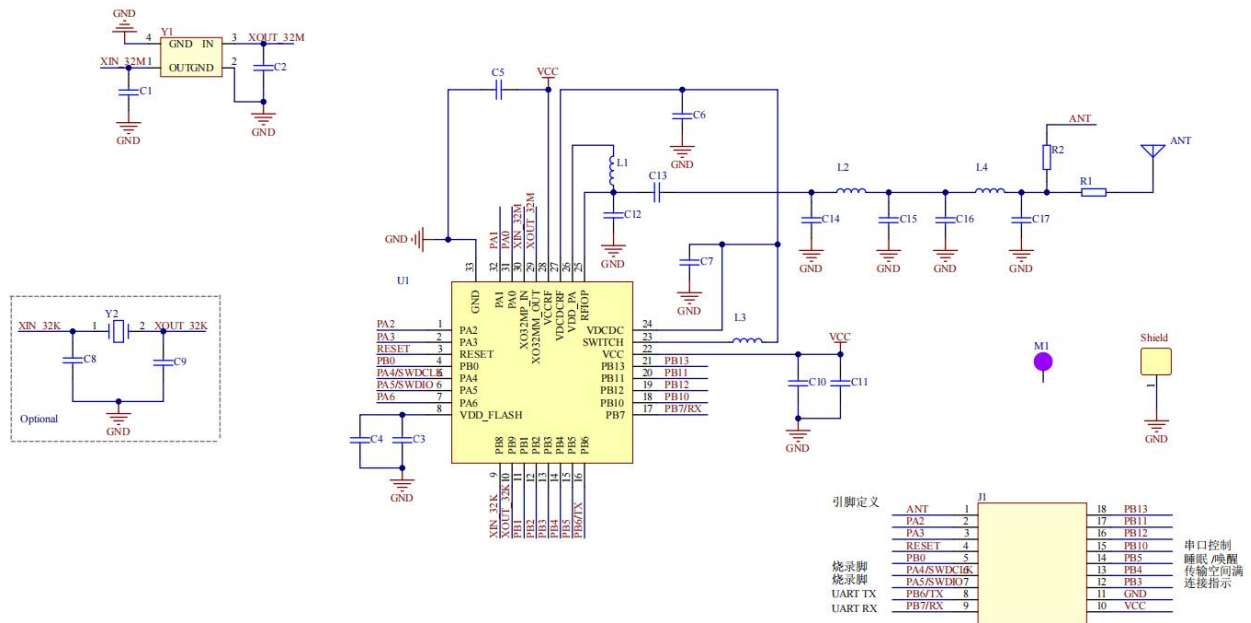 GND
Y1
4 GND IN 3 XOUT_32M
XIN_32M 1 OUT GND 2
C1
C2
GND
GND
C5
VCC
C6
GND
L1
C13
C12
GND
L2
L4
ANT
R2
R1
ANT
C14
C15
C16
C17
GND
GND
GND
GND
GND
C7
GND
PA1
PA0
XIN_32M
XOUT_32M
33
32
31
30
29
28
27
26
25
U1
GND
PA1
PA0
XO32MP_IN
XO32MM_OUT
VCCRF
VDCDCRF
VDD_PA
RFIOP
PA2 1 PA2
PA3 2 PA3
RESET 3 RESET
PB0 4 PB0
PA4/SWDCLK 5 PA4
PA5/SWDIO 6 PA5
PA6 7 PA6
8 VDD_FLASH
VDCDC 24
SWITCH 23
VCC 22
PB13 21 PB13
PB11 20 PB11
PB12 19 PB12
PB10 18 PB10
PB7 17 PB7/RX
L3
VCC
C10
C11
GND
PB8
PB9
PB1
PB2
PB3
PB4
PB5
PB6
9
10
11
12
13
14
15
16
XIN_32K
XOUT_32K
PB1
PB2
PB3
PB4
PB5
PB6/TX
C4
C3
GND
Y2
XIN_32K 1 2 XOUT_32K
C8
C9
GND
Optional
M1
Shield
1
GND
引脚定义
J1
ANT 1
PA2 2
PA3 3
RESET 4
PB0 5
烧录脚 PA4/SWDCLK 6
烧录脚 PA5/SWDIO 7
UART TX PB6/TX 8
UART RX PB7/RX 9
18 PB13
17 PB11
16 PB12
15 PB10 串口控制
14 PB5 睡眠 /唤醒
13 PB4 传输空间满
12 PB3 连接指示
11 GND
10 VCC